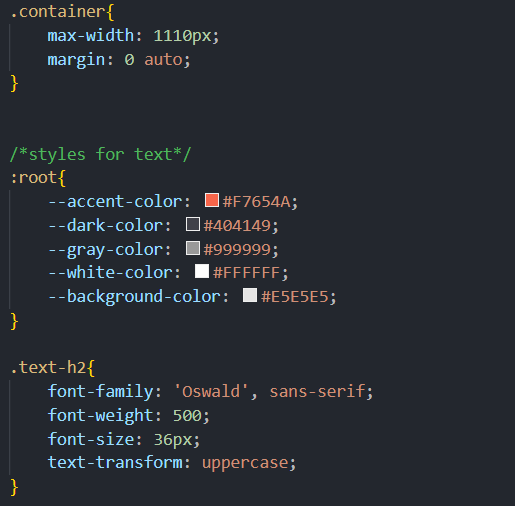 .container{
max-width: 1110px;
margin: 0 auto;
}
/*styles for text*/
:root{
--accent-color: #F7654A;
--dark-color: #404149;
--gray-color: #999999;
--white-color: #FFFFFF;
--background-color: #E5E5E5;
}
.text-h2{
font-family: 'Oswald', sans-serif;
font-weight: 500;
font-size: 36px;
text-transform: uppercase;
}